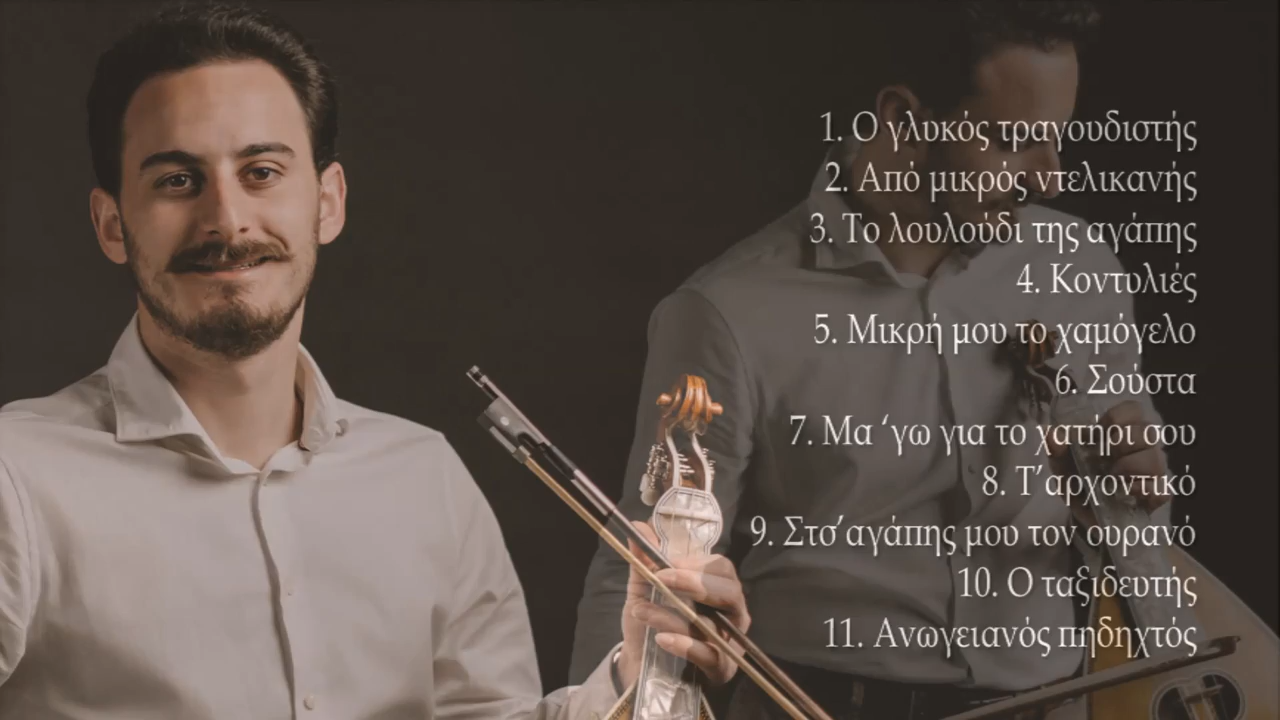 1. Ο γλυκός τραγουδιστής
2. Από μικρός ντελικανής
3. Το λουλούδι της αγάπης
4. Κοντυλιές
5. Μικρή μου το χαμόγελο
6. Σούστα
7. Μα ‘γω για το χατήρι σου
8. Τ΄αρχοντικό
9. Στσ΄αγάπης μου τον ουρανό
10. Ο ταξιδευτής
11. Ανωγειανός πηδηχτός